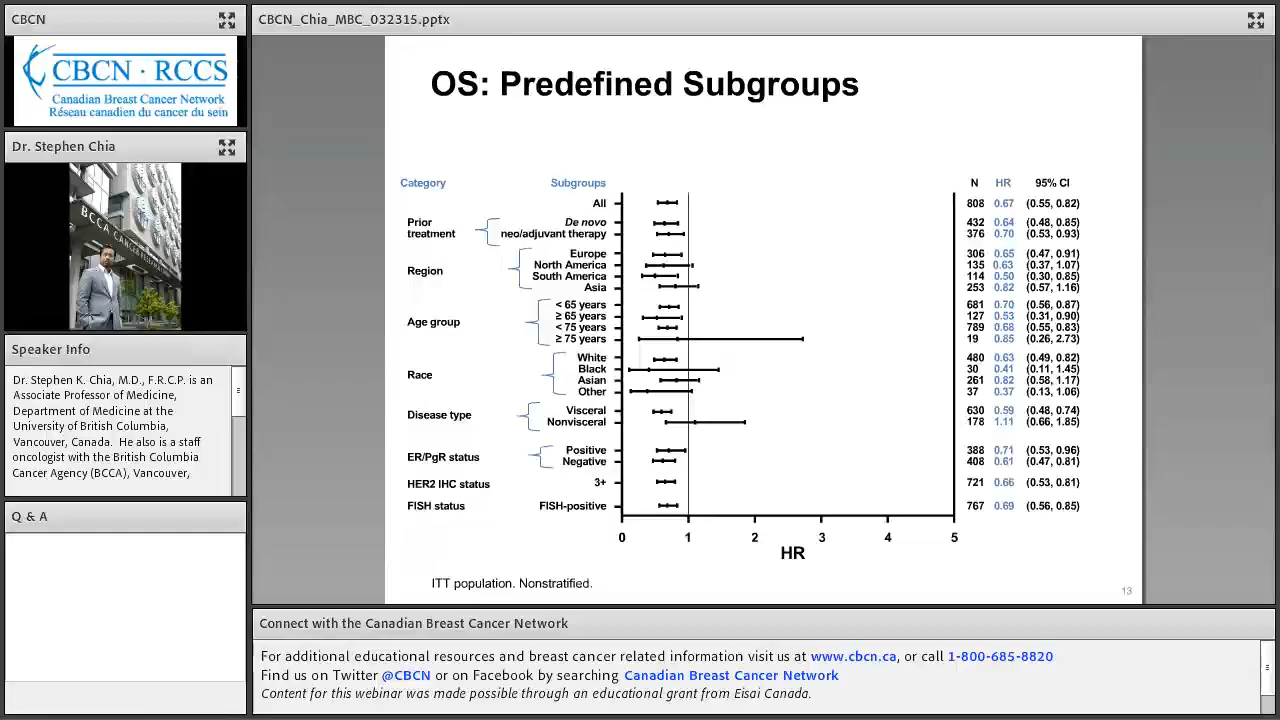 CBCN
CBCN · RCCS
Canadian Breast Cancer Network
Réseau canadien du cancer du sein
Dr. Stephen Chia
BCCA CANCER RESEARCH
Speaker Info
Dr. Stephen K. Chia, M.D., F.R.C.P. is an
Associate Professor of Medicine,
Department of Medicine at the
University of British Columbia,
Vancouver, Canada. He also is a staff
oncologist with the British Columbia
Cancer Agency (BCCA), Vancouver,
Q & A
CBCN_Chia_MBC_032315.pptx
OS: Predefined Subgroups
Category Subgroups N HR 95% CI
All 808 0.67 (0.55, 0.82)
Prior treatment
De novo 432 0.64 (0.48, 0.85)
neo/adjuvant therapy 376 0.70 (0.53, 0.93)
Region
Europe 306 0.65 (0.47, 0.91)
North America 135 0.63 (0.37, 1.07)
South America 114 0.50 (0.30, 0.85)
Asia 253 0.82 (0.57, 1.16)
Age group
< 65 years 681 0.70 (0.56, 0.87)
≥ 65 years 127 0.53 (0.31, 0.90)
< 75 years 789 0.68 (0.55, 0.83)
≥ 75 years 19 0.85 (0.26, 2.73)
Race
White 480 0.63 (0.49, 0.82)
Black 30 0.41 (0.11, 1.45)
Asian 261 0.82 (0.58, 1.17)
Other 37 0.37 (0.13, 1.06)
Disease type
Visceral 630 0.59 (0.48, 0.74)
Nonvisceral 178 1.11 (0.66, 1.85)
ER/PgR status
Positive 388 0.71 (0.53, 0.96)
Negative 408 0.61 (0.47, 0.81)
HER2 IHC status 3+ 721 0.66 (0.53, 0.81)
FISH status FISH-positive 767 0.69 (0.56, 0.85)
0 1 2 3 4 5
HR
ITT population. Nonstratified.
13
Connect with the Canadian Breast Cancer Network
For additional educational resources and breast cancer related information visit us at www.cbcn.ca, or call 1-800-685-8820
Find us on Twitter @CBCN or on Facebook by searching Canadian Breast Cancer Network
Content for this webinar was made possible through an educational grant from Eisai Canada.